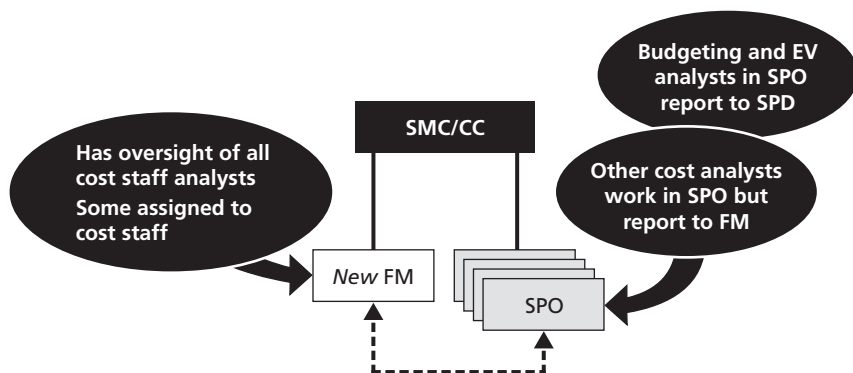 Budgeting and EV
analysts in SPO
report to SPD
SMC/CC
Has oversight of all
cost staff analysts
Some assigned to
cost staff
Other cost analysts
work in SPO but
report to FM
New FM
SPO